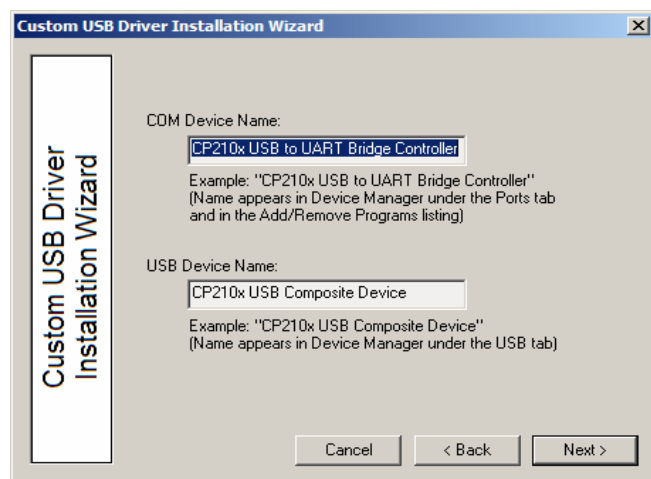 Custom USB Driver Installation Wizard
Custom USB Driver
Installation Wizard
COM Device Name:
CP210x USB to UART Bridge Controller
Example: "CP210x USB to UART Bridge Controller"
(Name appears in Device Manager under the Ports tab
and in the Add/Remove Programs listing)
USB Device Name:
CP210x USB Composite Device
Example: "CP210x USB Composite Device"
(Name appears in Device Manager under the USB tab)
Cancel
< Back
Next >